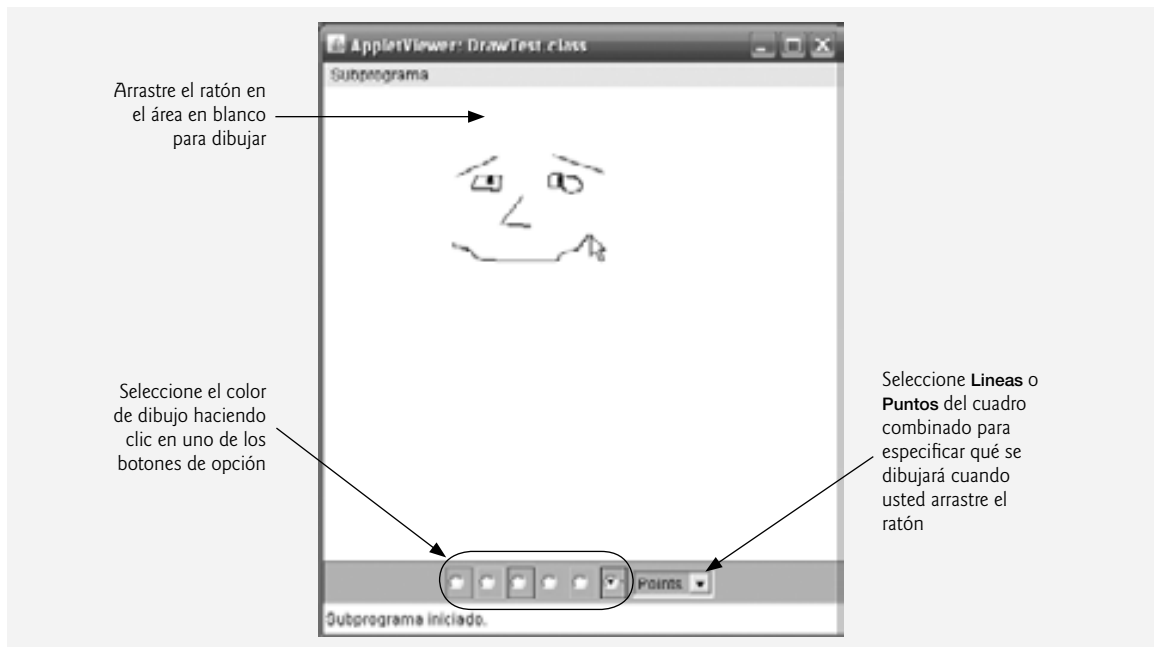 AppletViewer: DrawTest.class
Subprograma
Arrastre el ratón en
el área en blanco
para dibujar
Seleccione el color
de dibujo haciendo
clic en uno de los
botones de opción
Seleccione Lineas o
Puntos del cuadro
combinado para
especificar qué se
dibujará cuando
usted arrastre el
ratón
Points
Subprograma iniciado.